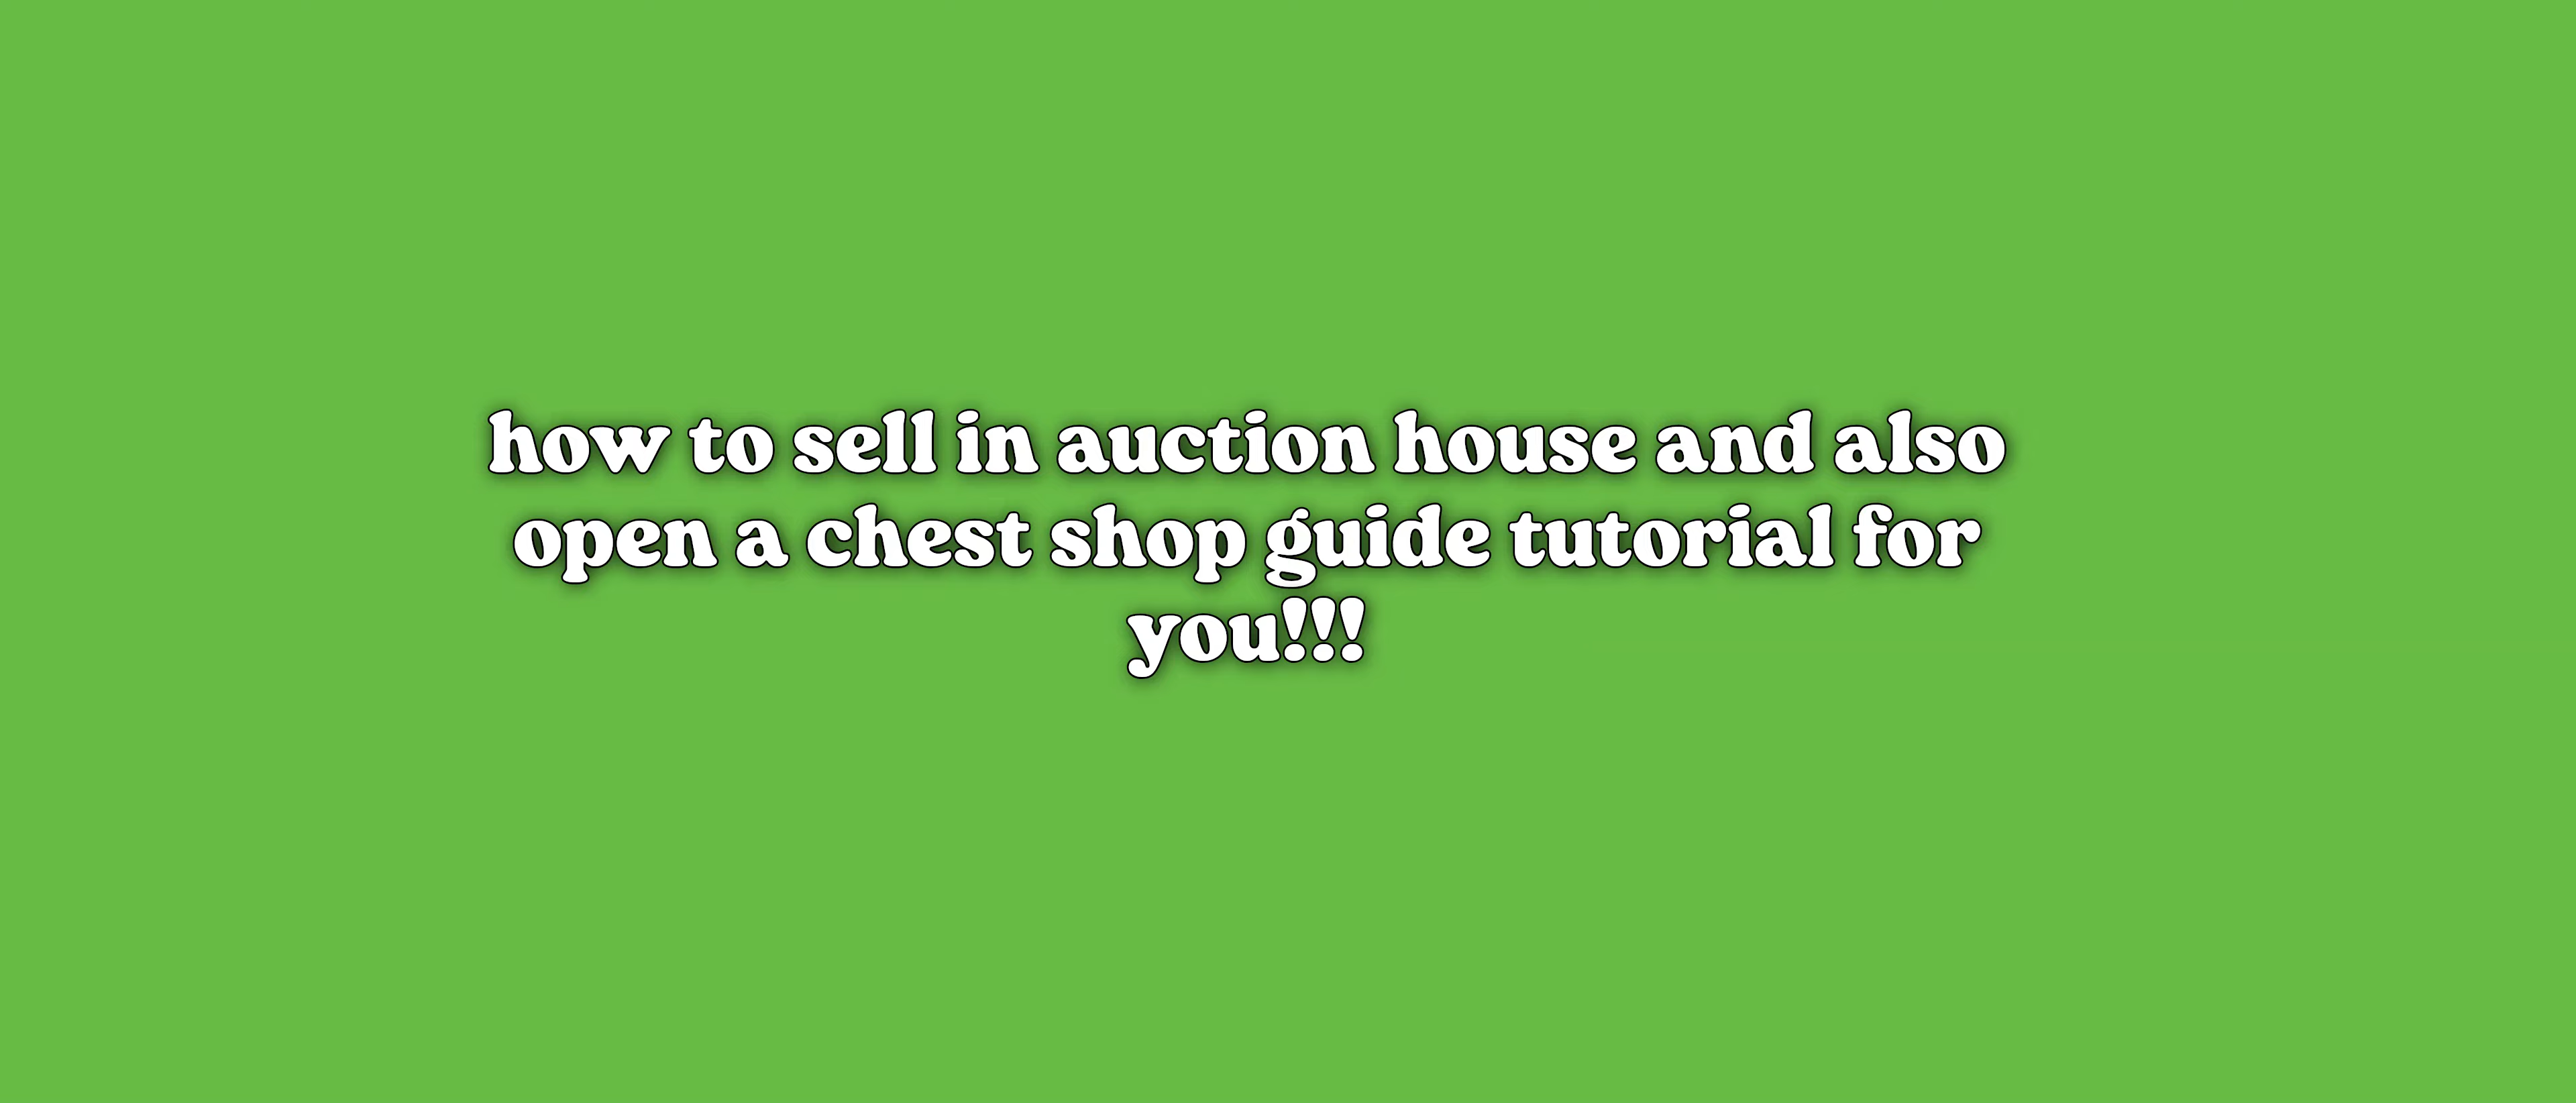 how to sell in auction house and also
open a chest shop guide tutorial for
you!!!